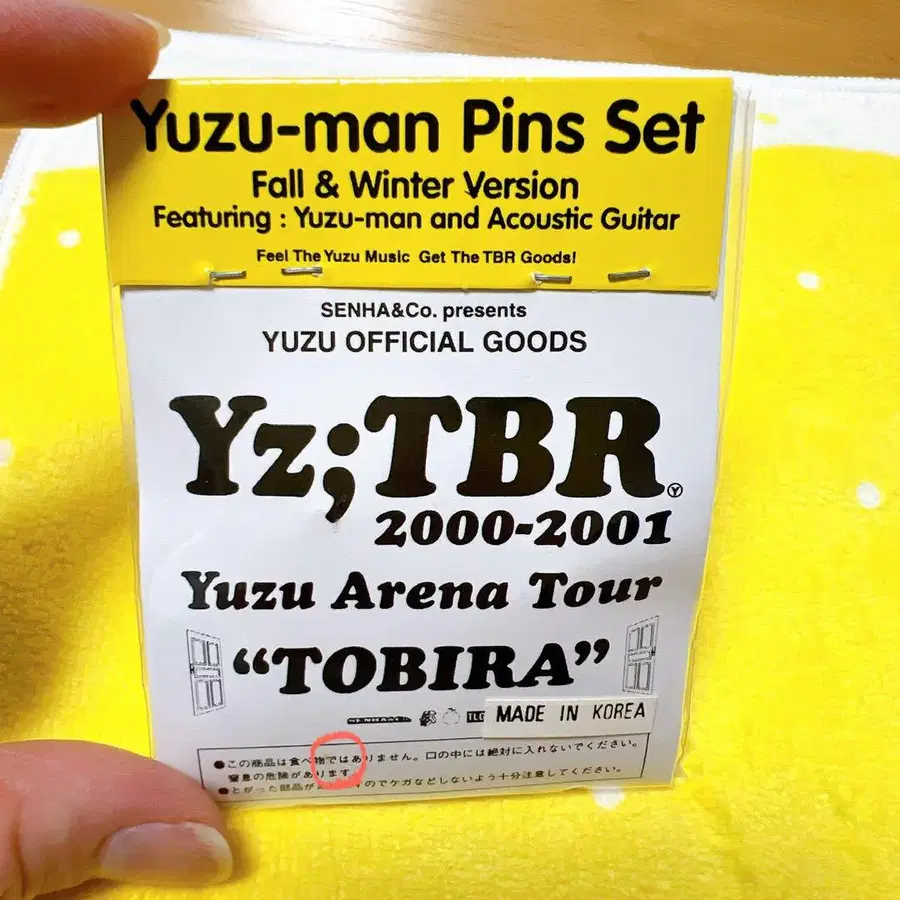 Yuzu-man Pins Set
Fall & Winter Version
Featuring : Yuzu-man and Acoustic Guitar
Feel The Yuzu Music Get The TBR Goods!
SENHA&Co. presents
YUZU OFFICIAL GOODS
Yz;TBR Ⓨ
2000-2001
Yuzu Arena Tour
“TOBIRA”
SENHA&Co.
MADE IN KOREA
●この商品は食べ物ではありません。口の中には絶対に入れないでください。
窒息の危険があります
●とがった部品が ますのでケガなどしないよう十分注意してください。